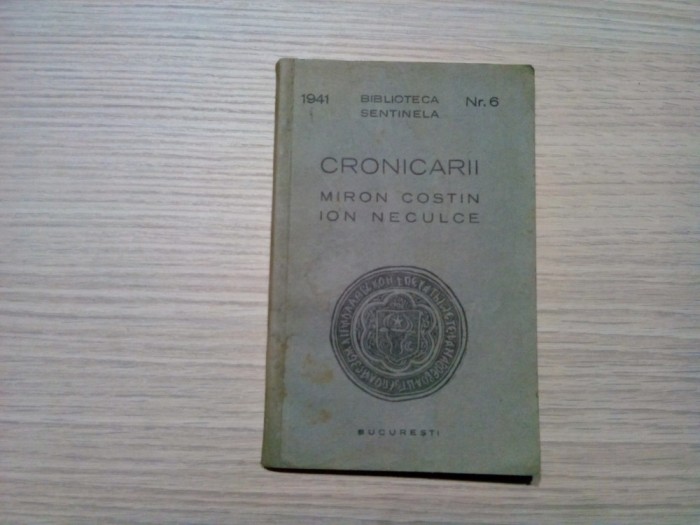 1941 BIBLIOTECA Nr. 6
SENTINELA
CRONICARII
MIRON COSTIN
ION NECULCE
BUCUREȘTI